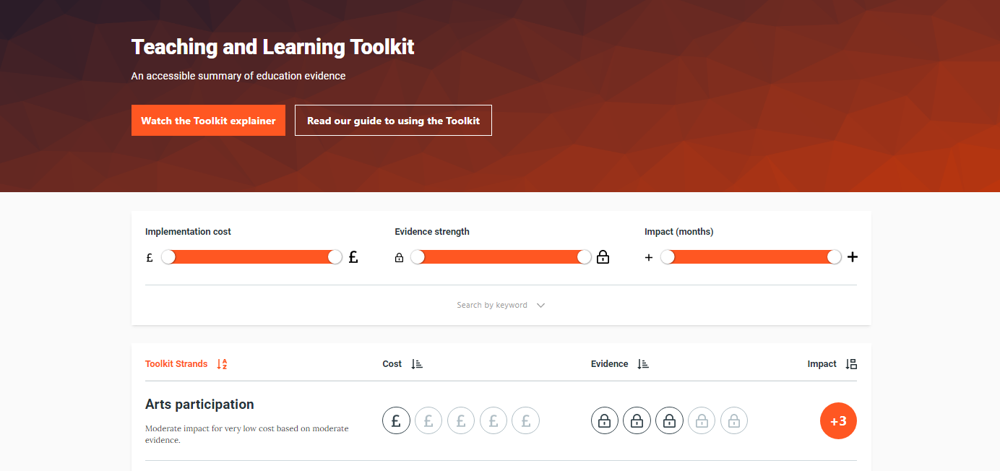 Teaching and Learning Toolkit
An accessible summary of education evidence
Watch the Toolkit explainer
Read our guide to using the Toolkit
Implementation cost
Evidence strength
Impact (months)
£
£
+
+
Search by keyword
Toolkit Strands
A
Z
Cost
Evidence
Impact
Arts participation
Moderate impact for very low cost based on moderate
evidence.
£ £ £ £ £
+3